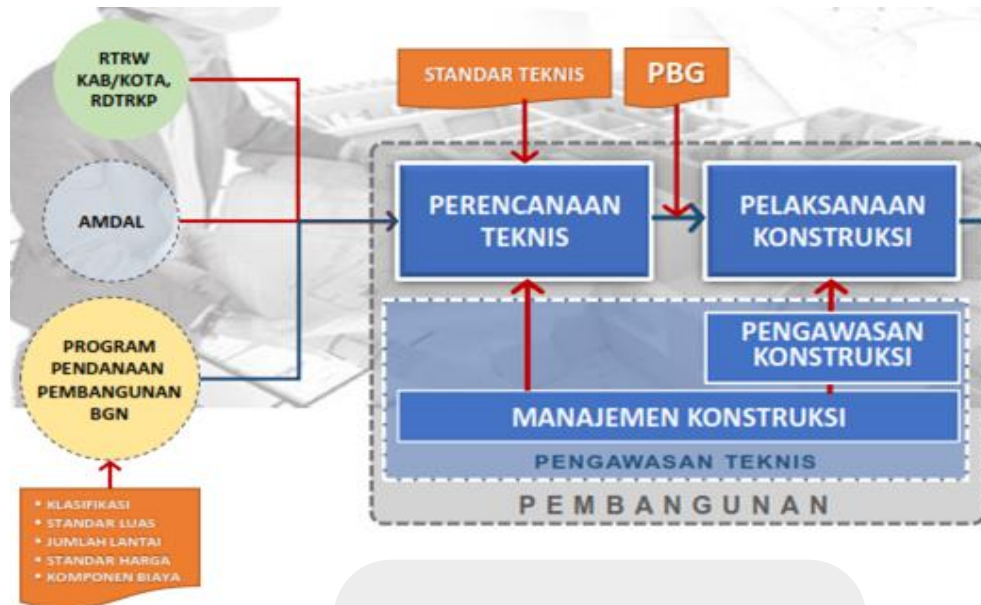 RTRW
KAB/KOTA,
RDTRKP
STANDAR TEKNIS
PBG
AMDAL
PERENCANAAN
TEKNIS
PELAKSANAAN
KONSTRUKSI
PROGRAM
PENDANAAN
PEMBANGUNAN
BGN
PENGAWASAN
KONSTRUKSI
MANAJEMEN KONSTRUKSI
PENGAWASAN TEKNIS
PEMBANGUNAN
• KLASIFIKASI
• STANDAR LUAS
• JUMLAH LANTAI
• STANDAR HARGA
• KOMPONEN BIAYA